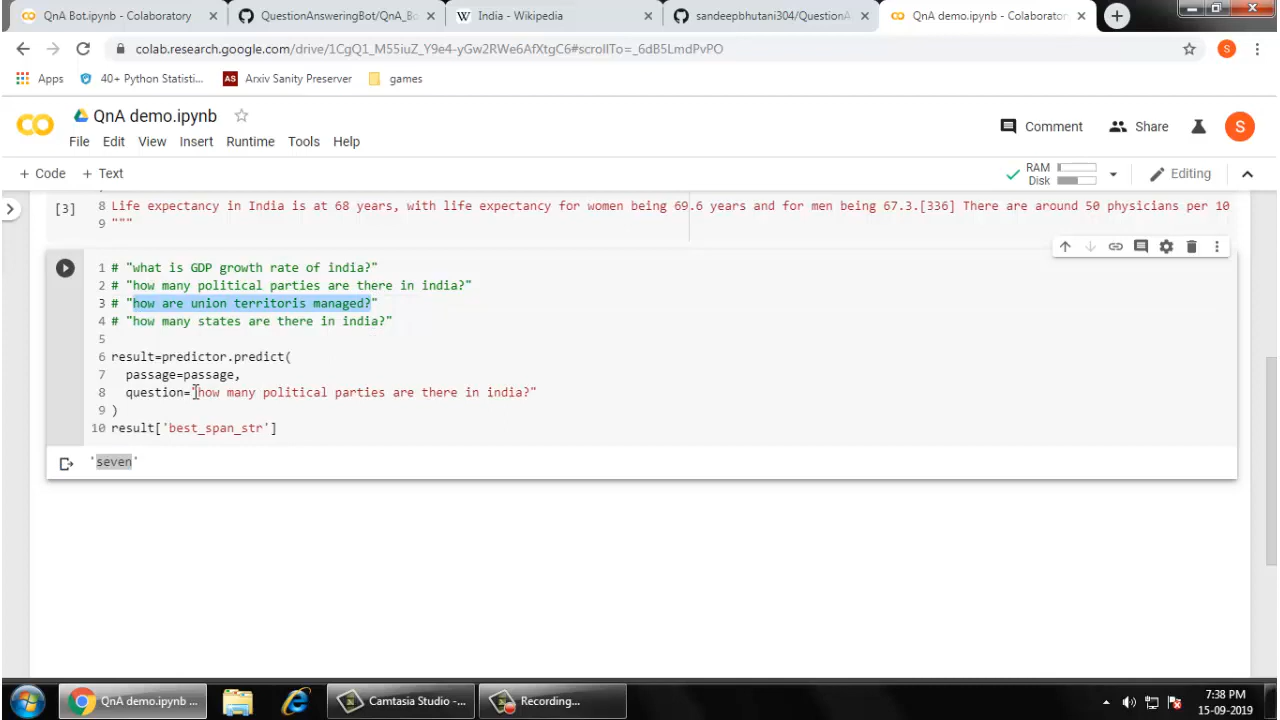 QnA Bot.ipynb - Colaboratory
QuestionAnsweringBot/QnA_B
India - Wikipedia
sandeepbhutani304/QuestionA
QnA demo.ipynb - Colaborator
colab.research.google.com/drive/1CgQ1_M55iuZ_Y9e4-yGw2RWe6AfXtgC6#scrollTo=_6dB5LmdPvPO
S
Apps
40+ Python Statisti...
AS
Arxiv Sanity Preserver
games
CO
QnA demo.ipynb
Comment
Share
S
File Edit View Insert Runtime Tools Help
+ Code + Text
RAM
Disk
Editing
[3]
8 Life expectancy in India is at 68 years, with life expectancy for women being 69.6 years and for men being 67.3.[336] There are around 50 physicians per 10
9 """
1 # "what is GDP growth rate of india?"
2 # "how many political parties are there in india?"
3 # "how are union territoris managed?"
4 # "how many states are there in india?"
5
6 result=predictor.predict(
7 passage=passage,
8 question="how many political parties are there in india?"
9 )
10 result['best_span_str']
'seven'
QnA demo.ipynb ...
Camtasia Studio -...
Recording...
7:38 PM
15-09-2019